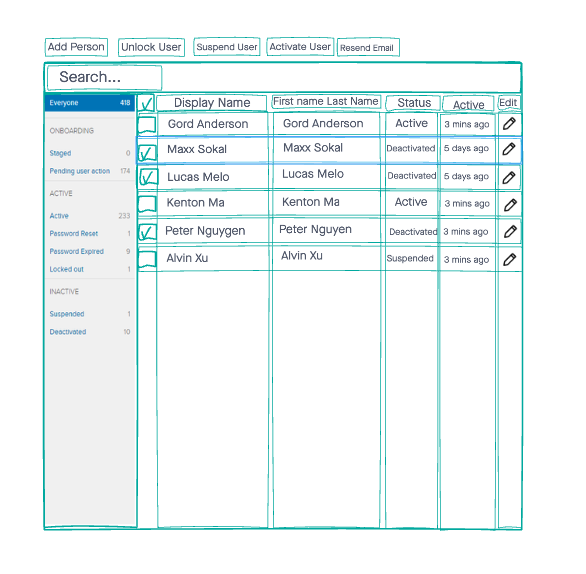 Add Person Unlock User Suspend User Activate User Resend Email
Search...
Everyone 418
ONBOARDING
Staged 0
Pending user action 174
ACTIVE
Active 233
Password Reset 1
Password Expired 9
Locked out 1
INACTIVE
Suspended 1
Deactivated 10
Display Name First name Last Name Status Active Edit
Gord Anderson Gord Anderson Active 3 mins ago
Maxx Sokal Maxx Sokal Deactivated 5 days ago
Lucas Melo Lucas Melo Deactivated 5 days ago
Kenton Ma Kenton Ma Active 3 mins ago
Peter Nguygen Peter Nguyen Deactivated 3 mins ago
Alvin Xu Alvin Xu Suspended 3 mins ago